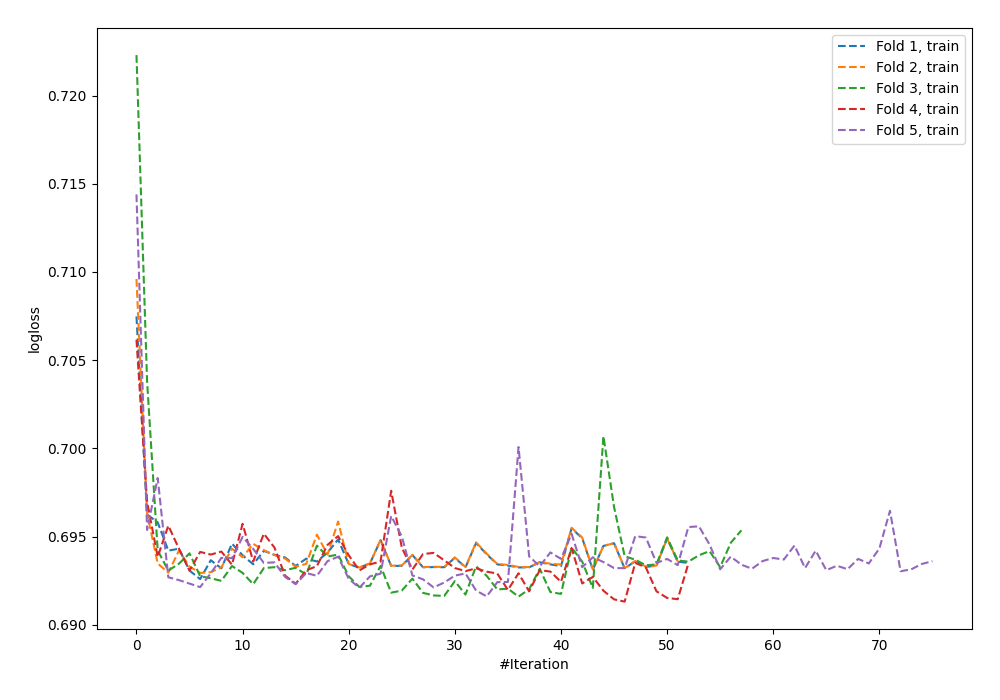 Fold 1, train
Fold 2, train
Fold 3, train
Fold 4, train
Fold 5, train
0.720
0.715
0.710
0.705
0.700
0.695
0.690
logloss
0 10 20 30 40 50 60 70
#Iteration